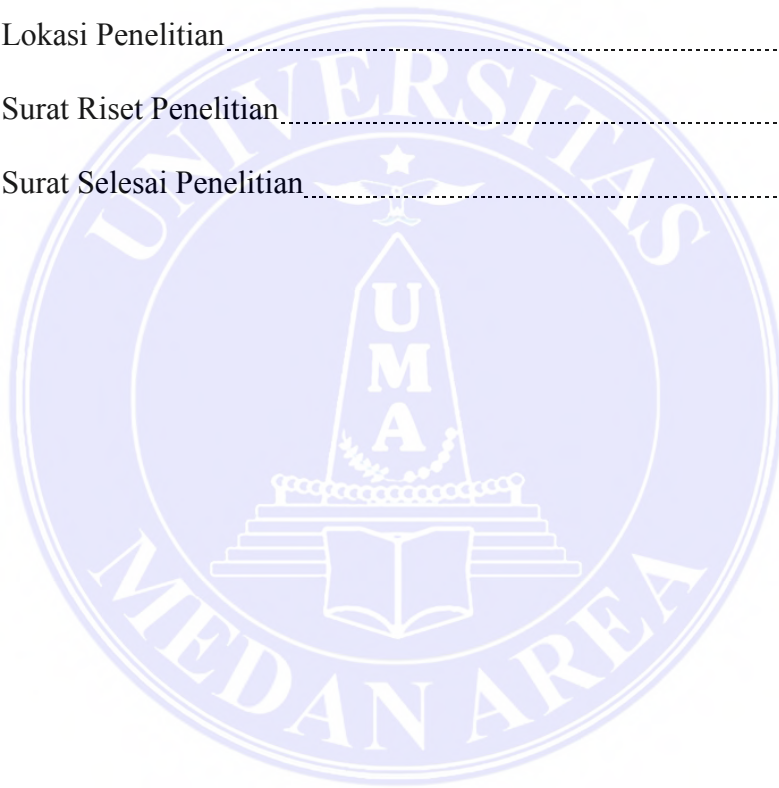 Lokasi Penelitian
Surat Riset Penelitian
Surat Selesai Penelitian
UNIVERSITAS
UMA
MEDAN AREA